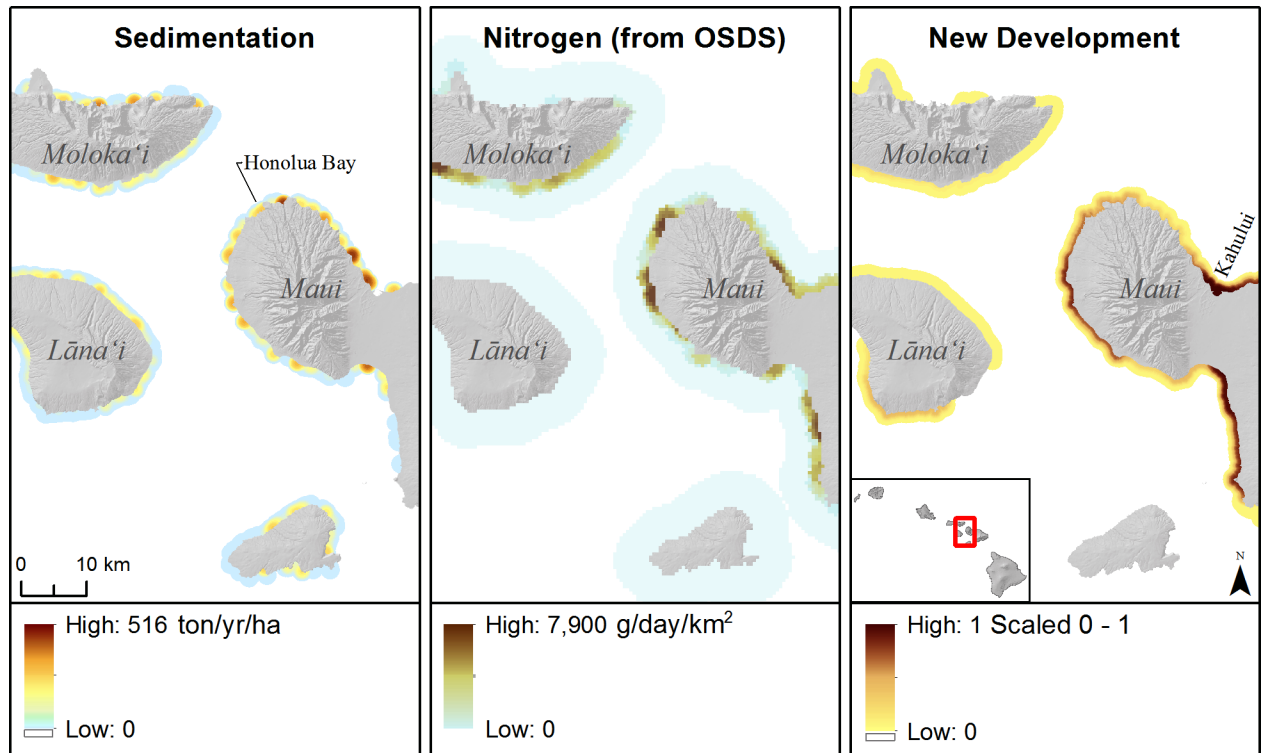 Sedimentation
Moloka‘i
Honolua Bay
Maui
Lāna‘i
0 10 km
High: 516 ton/yr/ha
Low: 0
Nitrogen (from OSDS)
Moloka‘i
Maui
Lāna‘i
High: 7,900 g/day/km²
Low: 0
New Development
Moloka‘i
Kahului
Maui
Lāna‘i
N
High: 1 Scaled 0 - 1
Low: 0